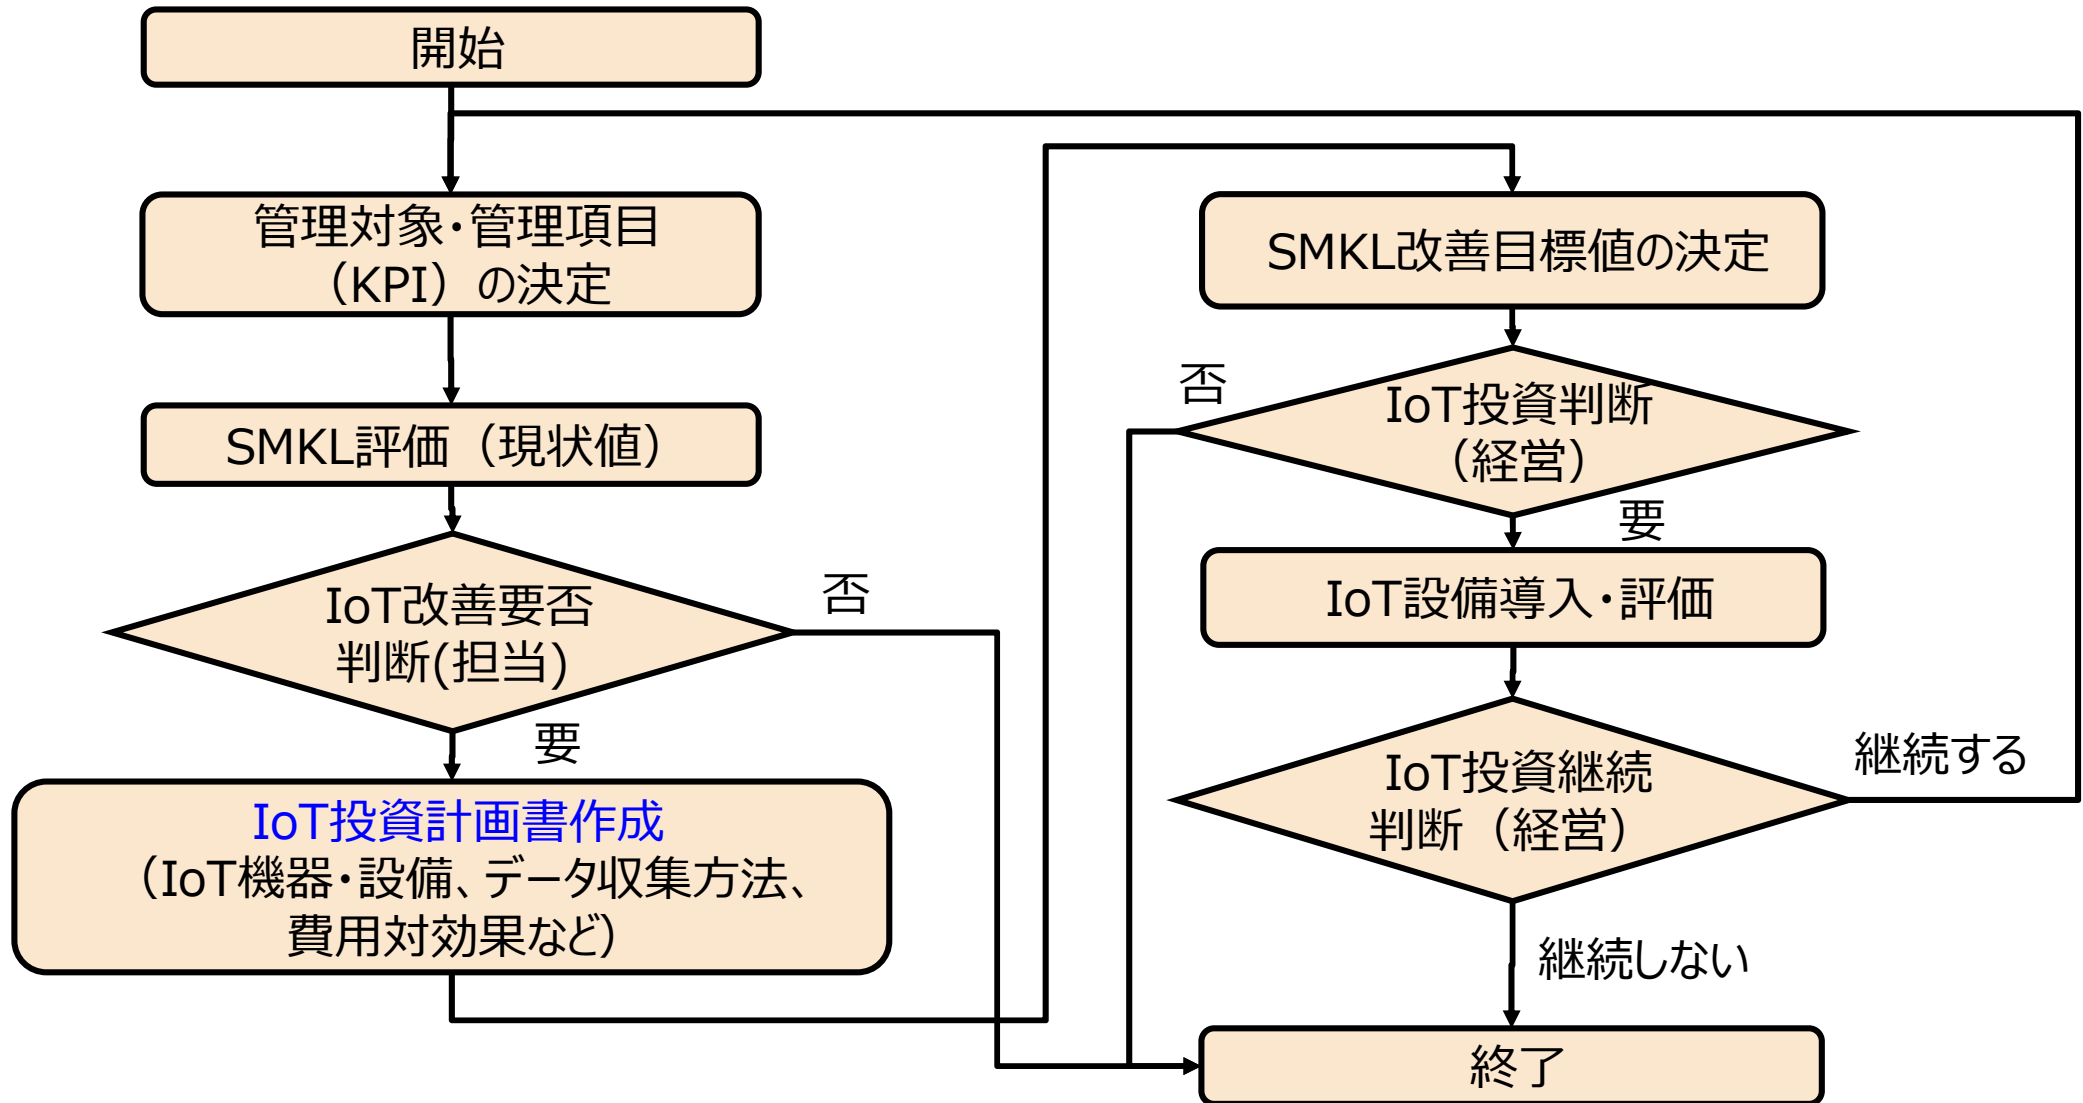 開始
管理対象・管理項目
（KPI）の決定
SMKL評価（現状値）
IoT改善要否
判断(担当)
否
要
IoT投資計画書作成
（IoT機器・設備、データ収集方法、
費用対効果など）
SMKL改善目標値の決定
否
IoT投資判断
（経営）
要
IoT設備導入・評価
IoT投資継続
判断（経営）
継続する
継続しない
終了